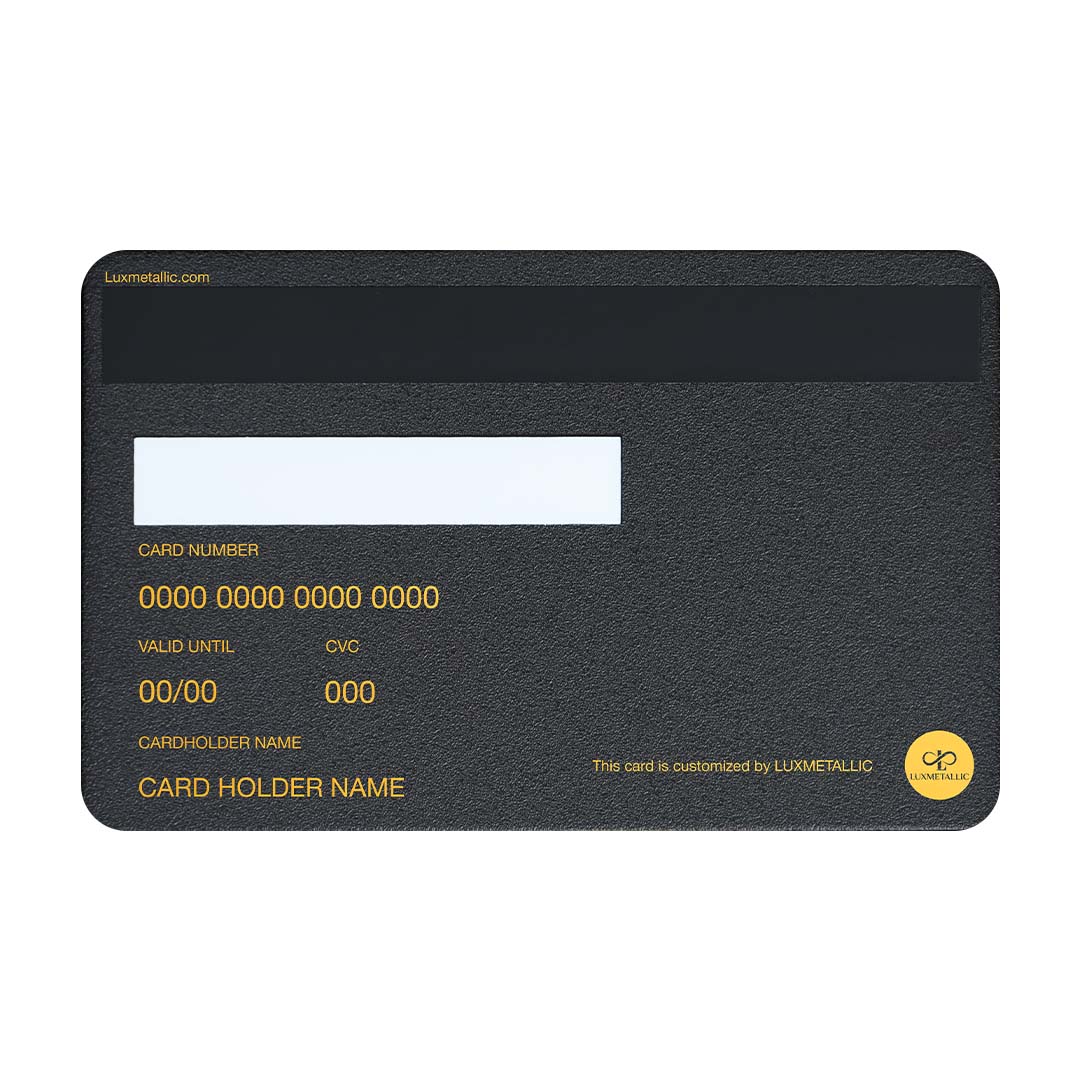 Luxmetallic.com
CARD NUMBER
0000 0000 0000 0000
VALID UNTIL CVC
00/00 000
CARDHOLDER NAME
CARD HOLDER NAME
This card is customized by LUXMETALLIC
LUXMETALLIC